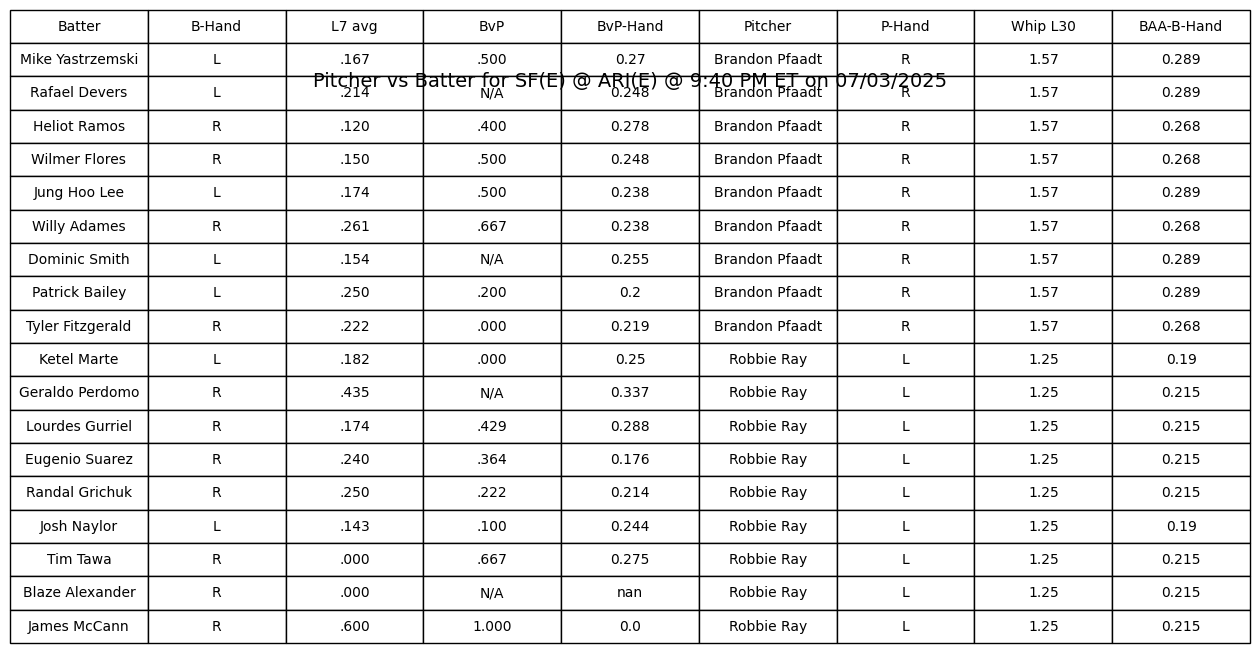 Batter B-Hand L7 avg BvP BvP-Hand Pitcher P-Hand Whip L30 BAA-B-Hand
Mike Yastrzemski L .167 .500 0.27 Brandon Pfaadt R 1.57 0.289
Pitcher vs Batter for SF(E) @ ARI(E) @ 9:40 PM ET on 07/03/2025
Rafael Devers L .214 N/A 0.248 Brandon Pfaadt R 1.57 0.289
Heliot Ramos R .120 .400 0.278 Brandon Pfaadt R 1.57 0.268
Wilmer Flores R .150 .500 0.248 Brandon Pfaadt R 1.57 0.268
Jung Hoo Lee L .174 .500 0.238 Brandon Pfaadt R 1.57 0.289
Willy Adames R .261 .667 0.238 Brandon Pfaadt R 1.57 0.268
Dominic Smith L .154 N/A 0.255 Brandon Pfaadt R 1.57 0.289
Patrick Bailey L .250 .200 0.2 Brandon Pfaadt R 1.57 0.289
Tyler Fitzgerald R .222 .000 0.219 Brandon Pfaadt R 1.57 0.268
Ketel Marte L .182 .000 0.25 Robbie Ray L 1.25 0.19
Geraldo Perdomo R .435 N/A 0.337 Robbie Ray L 1.25 0.215
Lourdes Gurriel R .174 .429 0.288 Robbie Ray L 1.25 0.215
Eugenio Suarez R .240 .364 0.176 Robbie Ray L 1.25 0.215
Randal Grichuk R .250 .222 0.214 Robbie Ray L 1.25 0.215
Josh Naylor L .143 .100 0.244 Robbie Ray L 1.25 0.19
Tim Tawa R .000 .667 0.275 Robbie Ray L 1.25 0.215
Blaze Alexander R .000 N/A nan Robbie Ray L 1.25 0.215
James McCann R .600 1.000 0.0 Robbie Ray L 1.25 0.215